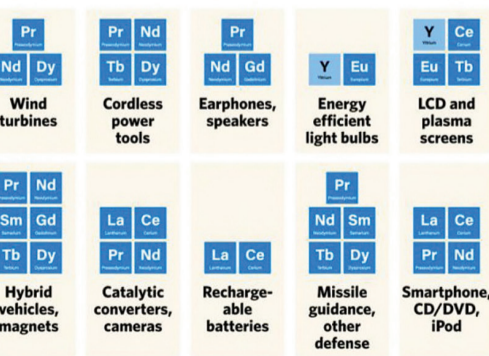 Pr
Nd Dy
Wind
turbines
Pr Nd
Tb Dy
Cordless
power
tools
Pr
Nd Gd
Earphones,
speakers
Y Eu
Energy
efficient
light bulbs
Y Ce
Eu Tb
LCD and
plasma
screens
Pr Nd
Sm Gd
Tb Dy
Hybrid
vehicles,
magnets
La Ce
Pr Nd
Catalytic
converters,
cameras
La Ce
Recharge-
able
batteries
Pr
Nd Sm
Tb Dy
Missile
guidance,
other
defense
La Ce
Pr Nd
Smartphone,
CD/DVD,
iPod